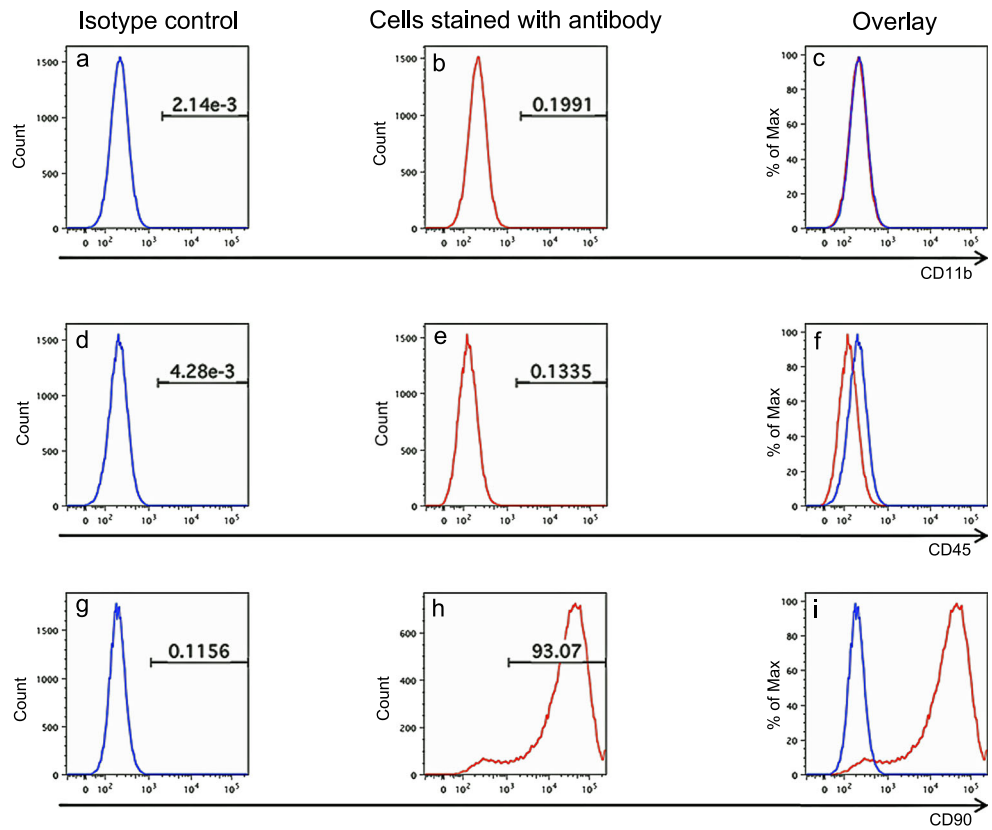 Isotype control Cells stained with antibody Overlay
a b c
1500 1500 100
2.14e-3 0.1991 80
1000 1000 60
500 500 40
20
0 0 0
Count Count % of Max
0 10² 10³ 10⁴ 10⁵ 0 10² 10³ 10⁴ 10⁵ 0 10² 10³ 10⁴ 10⁵
CD11b
d e f
1500 1500 100
4.28e-3 0.1335 80
1000 1000 60
500 500 40
20
0 0 0
Count Count % of Max
0 10² 10³ 10⁴ 10⁵ 0 10² 10³ 10⁴ 10⁵ 0 10² 10³ 10⁴ 10⁵
CD45
g h i
1500 600 100
0.1156 93.07 80
1000 400 60
500 200 40
20
0 0 0
Count Count % of Max
0 10² 10³ 10⁴ 10⁵ 0 10² 10³ 10⁴ 10⁵ 0 10² 10³ 10⁴ 10⁵
CD90